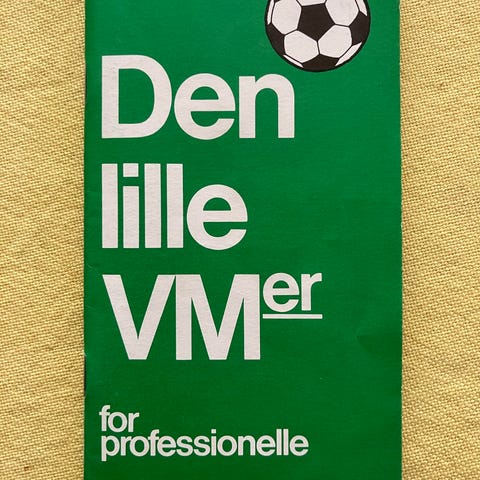 Den
lille
VMer
for
professionelle